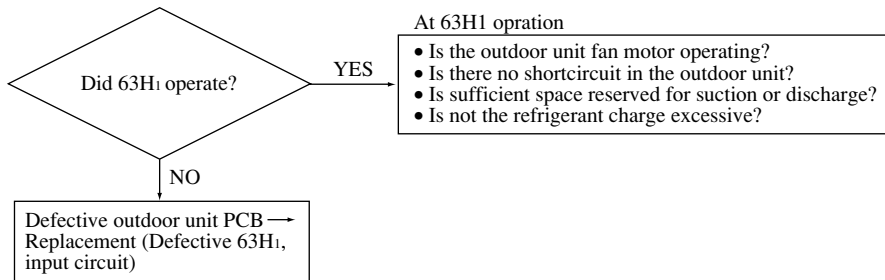 At 63H1 opration
Did 63H1 operate?
YES
• Is the outdoor unit fan motor operating?
• Is there no shortcircuit in the outdoor unit?
• Is sufficient space reserved for suction or discharge?
• Is not the refrigerant charge excessive?
NO
Defective outdoor unit PCB →
Replacement (Defective 63H1,
input circuit)